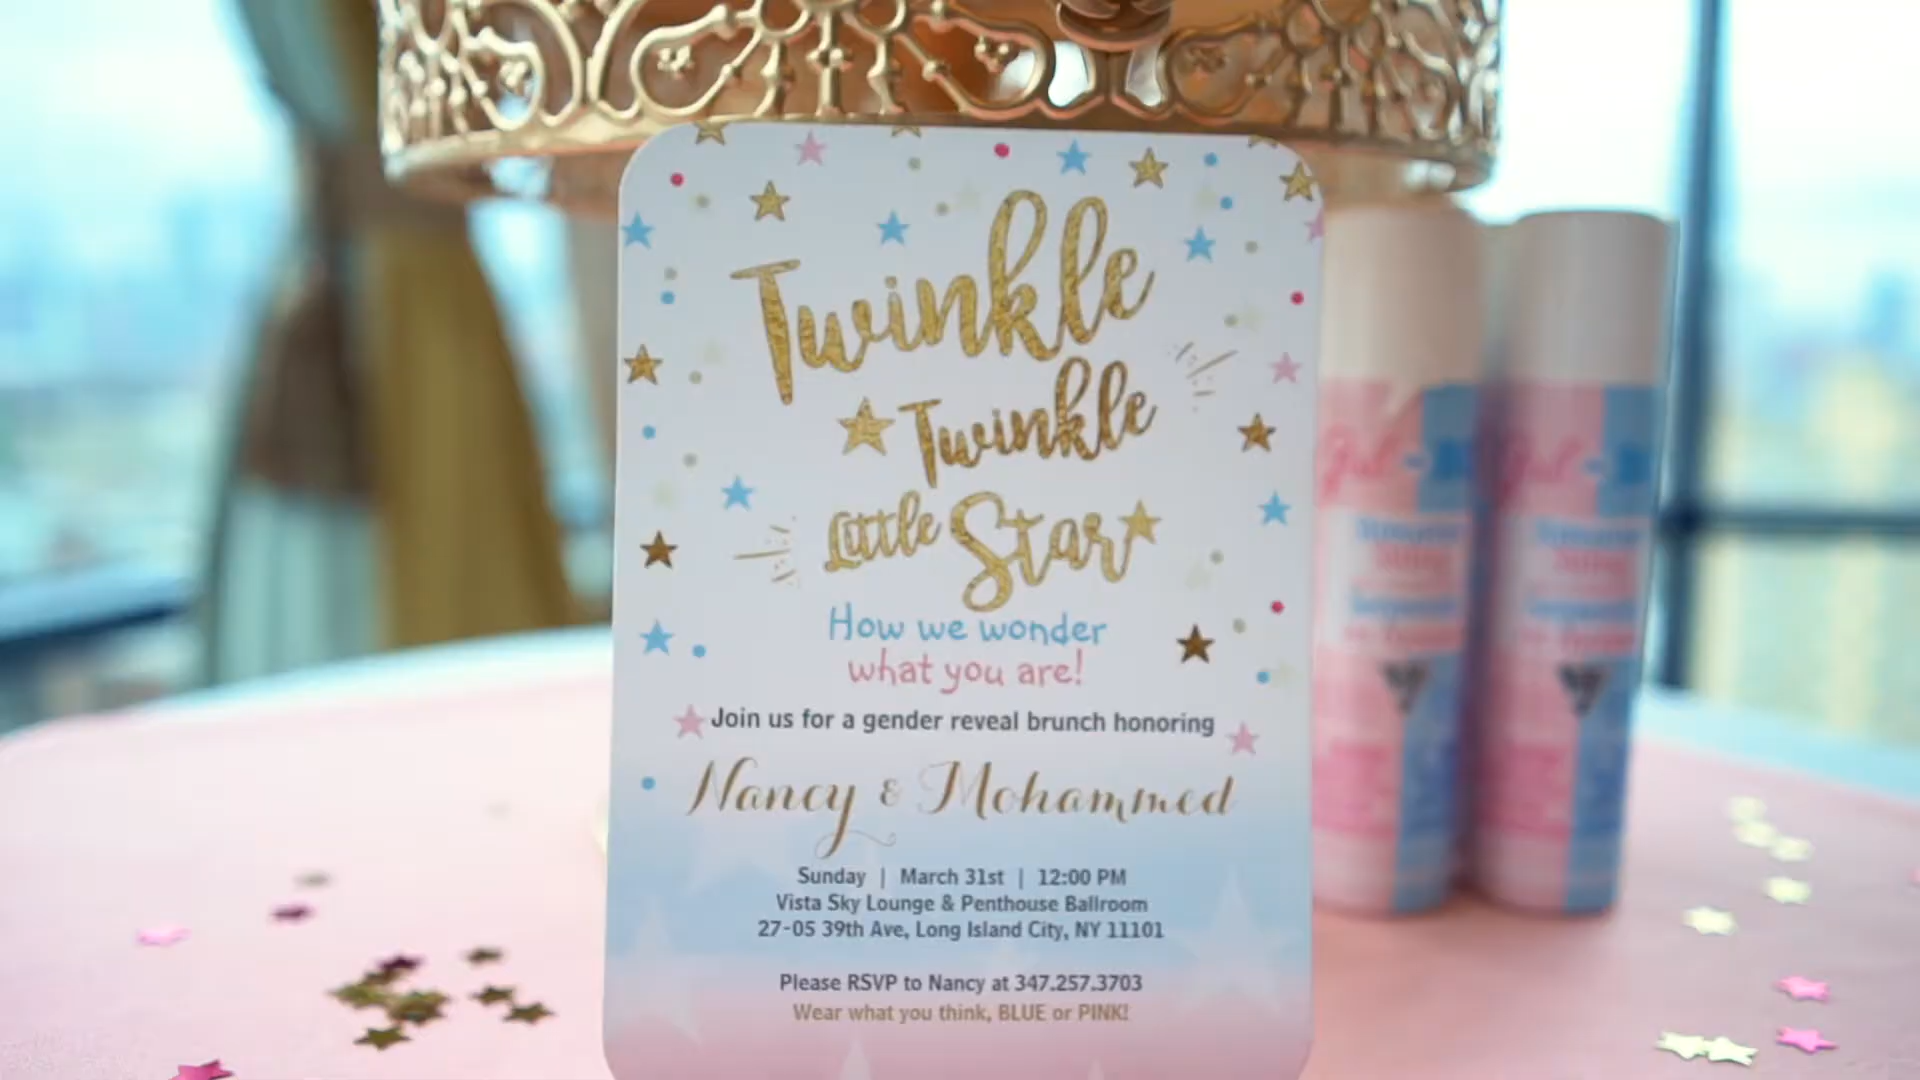 Twinkle
Twinkle
Little Star
How we wonder
what you are!
Join us for a gender reveal brunch honoring
Nancy & Mohammed
Sunday | March 31st | 12:00 PM
Vista Sky Lounge & Penthouse Ballroom
27-05 39th Ave, Long Island City, NY 11101
Please RSVP to Nancy at 347.257.3703
Wear what you think, BLUE or PINK!